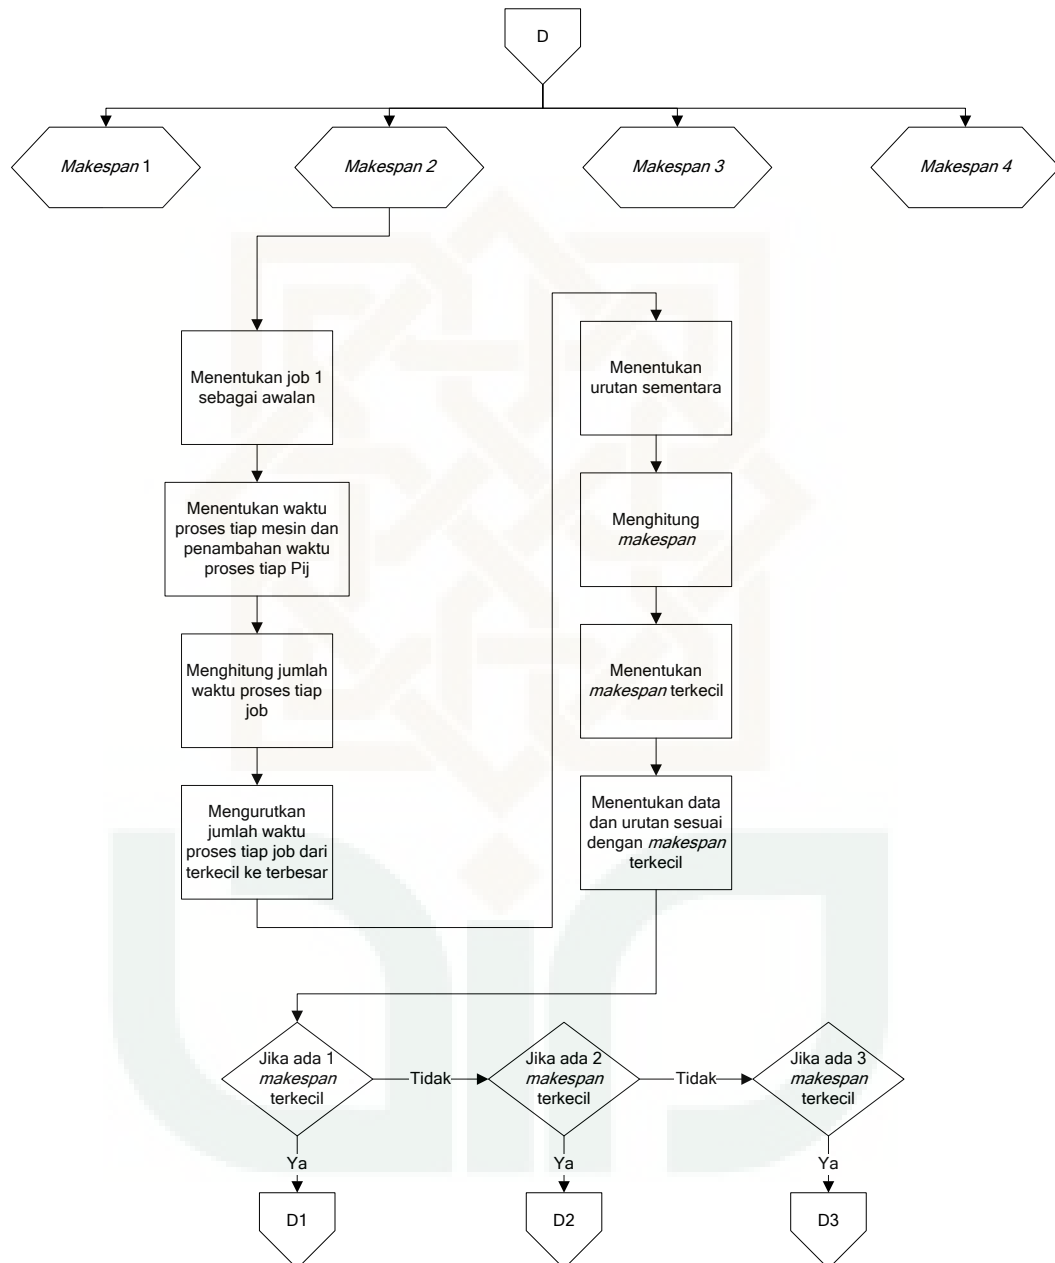 D
Makespan 1
Makespan 2
Makespan 3
Makespan 4
Menentukan job 1
sebagai awalan
Menentukan waktu
proses tiap mesin dan
penambahan waktu
proses tiap Pij
Menghitung jumlah
waktu proses tiap
job
Mengurutkan
jumlah waktu
proses tiap job dari
terkecil ke terbesar
Menentukan
urutan sementara
Menghitung
makespan
Menentukan
makespan terkecil
Menentukan data
dan urutan sesuai
dengan makespan
terkecil
Jika ada 1
makespan
terkecil
Tidak
Jika ada 2
makespan
terkecil
Tidak
Jika ada 3
makespan
terkecil
Ya
Ya
Ya
D1
D2
D3